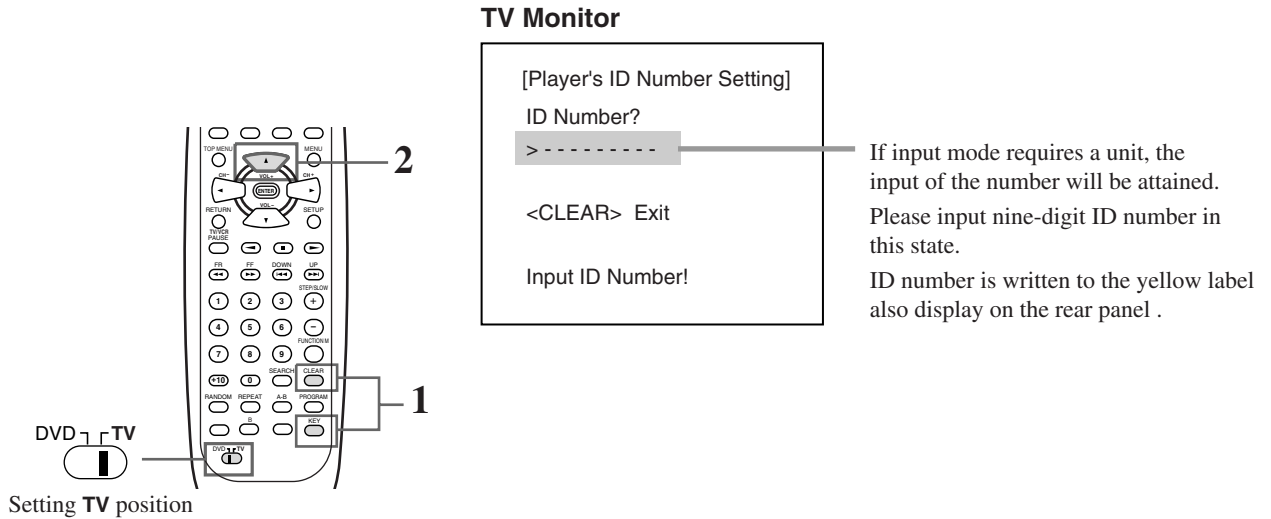 TV Monitor
[Player's ID Number Setting]
ID Number?
> - - - - - - - - -
<CLEAR> Exit
Input ID Number!
If input mode requires a unit, the
input of the number will be attained.
Please input nine-digit ID number in
this state.
ID number is written to the yellow label
also display on the rear panel .
TOP MENU MENU
2
CH− VOL+ CH+
ENTER
VOL−
RETURN SETUP
TV/VCR
PAUSE
FR FF DOWN UP
STEP/SLOW
1 2 3 +
4 5 6 −
FUNCTION M
7 8 9
SEARCH CLEAR
+10 0
RANDOM REPEAT A-B PROGRAM
1
B KEY
DVD TV
DVD TV
Setting TV position